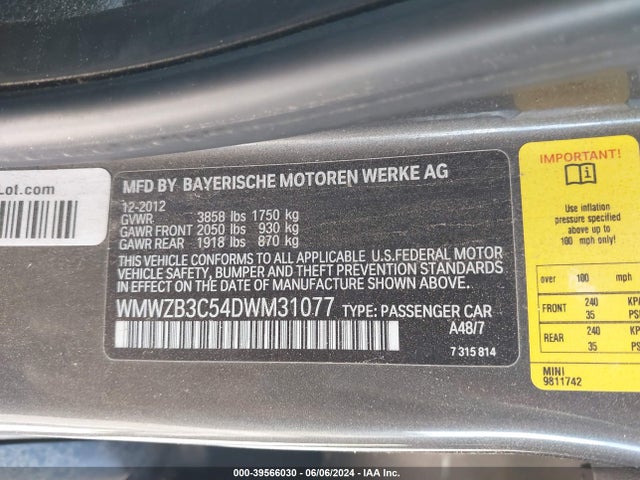 Lot.com
MFD BY BAYERISCHE MOTOREN WERKE AG
12-2012
GVWR 3858 lbs 1750 kg
GAWR FRONT 2050 lbs 930 kg
GAWR REAR 1918 lbs 870 kg
THIS VEHICLE CONFORMS TO ALL APPLICABLE U.S.FEDERAL MOTOR
VEHICLE SAFETY, BUMPER AND THEFT PREVENTION STANDARDS
IN EFFECT ON THE DATE OF MANUFACTURE SHOWN ABOVE.
WMWZB3C54DWM31077 TYPE: PASSENGER CAR
A48/7
7 315 814
IMPORTANT!
Use inflation
pressure specified
above up to
100 mph only!
over 100 mph
FRONT 240 KP
35 PS
REAR 240 KP
35 PS
MINI
9811742
000-39566030 - 06/06/2024 - IAA Inc.